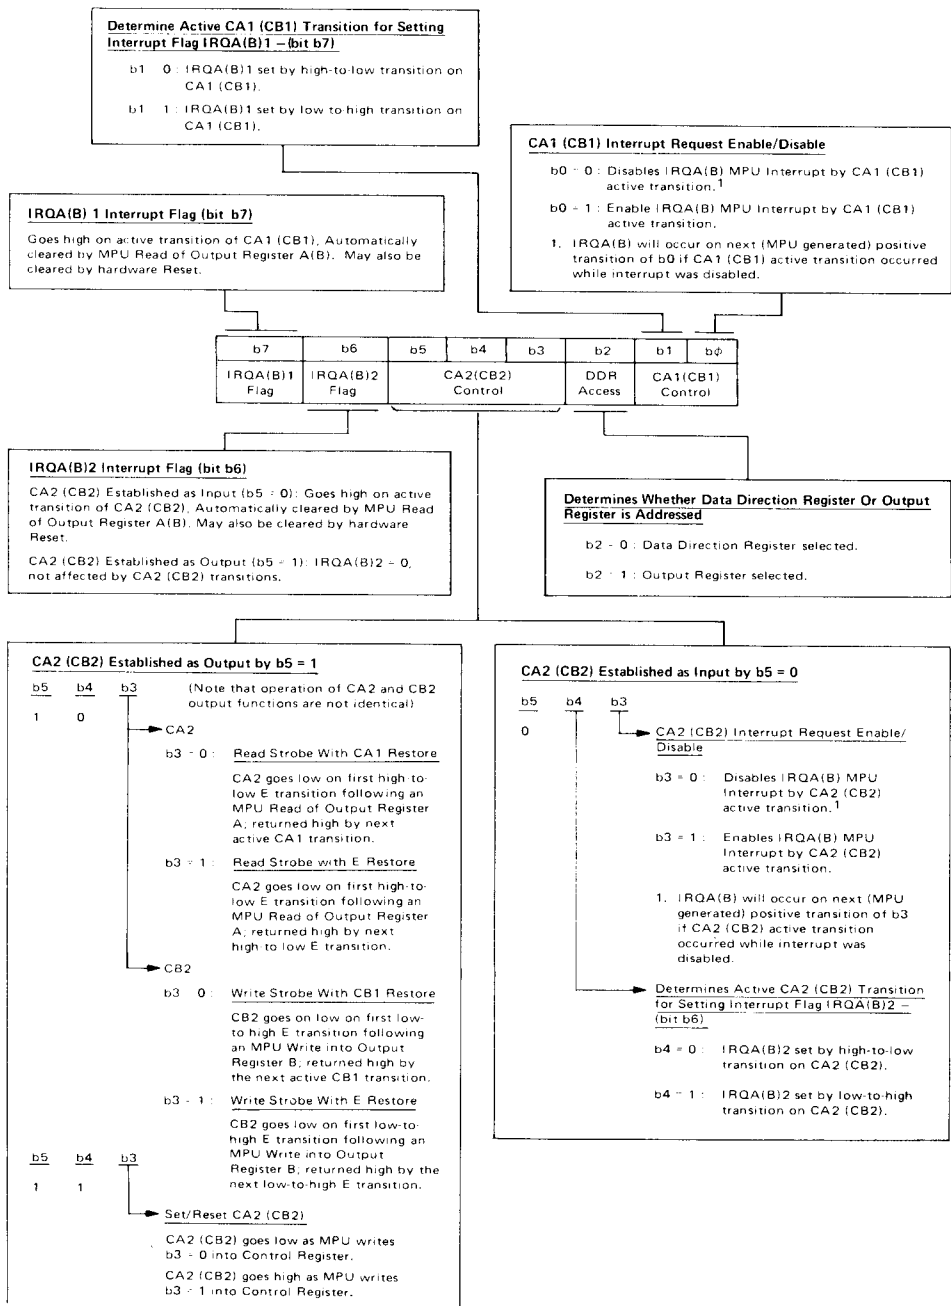 Determine Active CA1 (CB1) Transition for Setting
Interrupt Flag IRQA(B)1 – (bit b7)
b1 0 : IRQA(B)1 set by high-to-low transition on
CA1 (CB1).
b1 1 : IRQA(B)1 set by low to-high transition on
CA1 (CB1).
CA1 (CB1) Interrupt Request Enable/Disable
b0 = 0 : Disables IRQA(B) MPU Interrupt by CA1 (CB1)
active transition.1
b0 = 1 : Enable IRQA(B) MPU Interrupt by CA1 (CB1)
active transition.
1. IRQA(B) will occur on next (MPU generated) positive
transition of b0 if CA1 (CB1) active transition occurred
while interrupt was disabled.
IRQA(B) 1 Interrupt Flag (bit b7)
Goes high on active transition of CA1 (CB1), Automatically
cleared by MPU Read of Output Register A(B). May also be
cleared by hardware Reset.
b7 b6 b5 b4 b3 b2 b1 bϕ
IRQA(B)1 IRQA(B)2 CA2(CB2) DDR CA1(CB1)
Flag Flag Control Access Control
IRQA(B)2 Interrupt Flag (bit b6)
CA2 (CB2) Established as Input (b5 = 0): Goes high on active
transition of CA2 (CB2), Automatically cleared by MPU Read
of Output Register A(B). May also be cleared by hardware
Reset.
CA2 (CB2) Established as Output (b5 = 1): IRQA(B)2 = 0,
not affected by CA2 (CB2) transitions.
Determines Whether Data Direction Register Or Output
Register is Addressed
b2 = 0 : Data Direction Register selected.
b2 = 1 : Output Register selected.
CA2 (CB2) Established as Output by b5 = 1
b5 b4 b3 (Note that operation of CA2 and CB2
output functions are not identical)
1 0
CA2
b3 = 0 : Read Strobe With CA1 Restore
CA2 goes low on first high-to-
low E transition following an
MPU Read of Output Register
A; returned high by next
active CA1 transition.
b3 = 1 : Read Strobe with E Restore
CA2 goes low on first high-to-
low E transition following an
MPU Read of Output Register
A; returned high by next
high-to low E transition.
CB2
b3 0 : Write Strobe With CB1 Restore
CB2 goes on low on first low-
to high E transition following
an MPU Write into Output
Register B; returned high by
the next active CB1 transition.
b3 - 1 : Write Strobe With E Restore
CB2 goes low on first low-to-
high E transition following an
MPU Write into Output
Register B; returned high by the
next low-to-high E transition.
b5 b4 b3
1 1
Set/Reset CA2 (CB2)
CA2 (CB2) goes low as MPU writes
b3 = 0 into Control Register.
CA2 (CB2) goes high as MPU writes
b3 = 1 into Control Register.
CA2 (CB2) Established as Input by b5 = 0
b5 b4 b3
0
CA2 (CB2) Interrupt Request Enable/
Disable
b3 = 0 : Disables IRQA(B) MPU
Interrupt by CA2 (CB2)
active transition.1
b3 = 1 : Enables IRQA(B) MPU
Interrupt by CA2 (CB2)
active transition.
1. IRQA(B) will occur on next (MPU
generated) positive transition of b3
if CA2 (CB2) active transition
occurred while interrupt was
disabled.
Determines Active CA2 (CB2) Transition
for Setting Interrupt Flag IRQA(B)2 –
(bit b6)
b4 = 0 : IRQA(B)2 set by high-to-low
transition on CA2 (CB2).
b4 = 1 : IRQA(B)2 set by low-to-high
transition on CA2 (CB2).